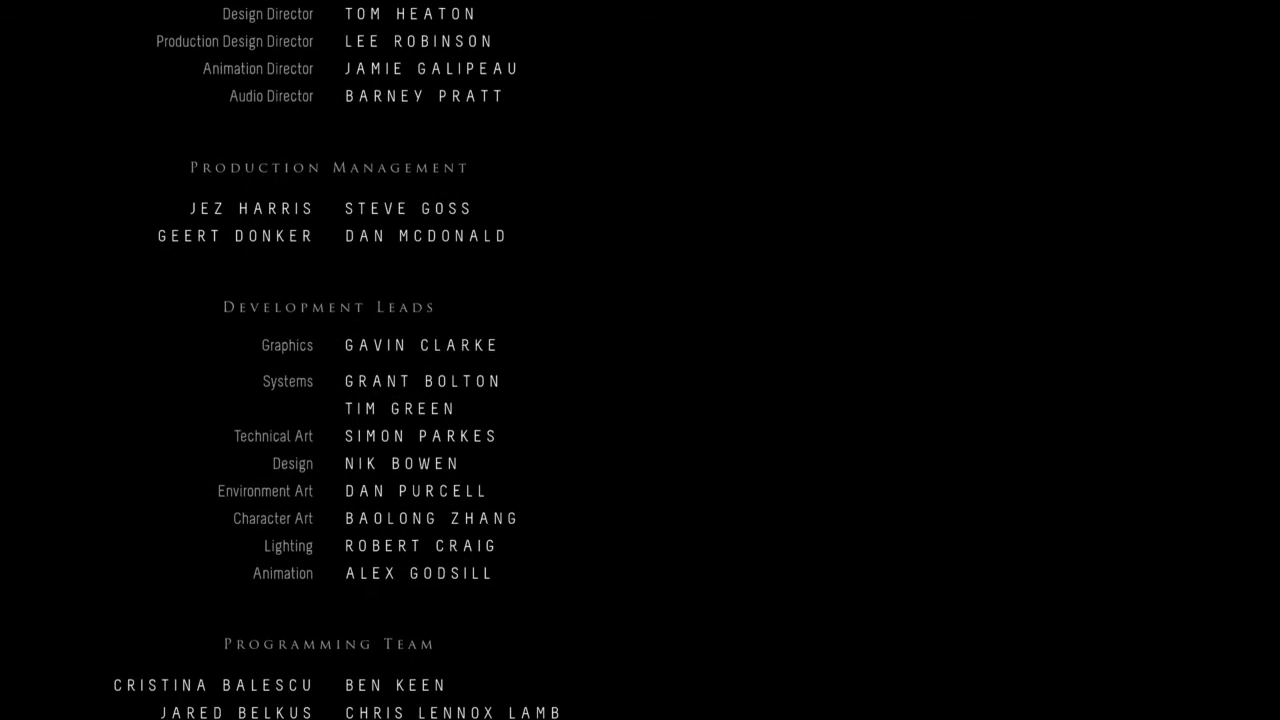 Design Director TOM HEATON
Production Design Director LEE ROBINSON
Animation Director JAMIE GALIPEAU
Audio Director BARNEY PRATT
PRODUCTION MANAGEMENT
JEZ HARRIS STEVE GOSS
GEERT DONKER DAN MCDONALD
DEVELOPMENT LEADS
Graphics GAVIN CLARKE
Systems GRANT BOLTON
TIM GREEN
Technical Art SIMON PARKES
Design NIK BOWEN
Environment Art DAN PURCELL
Character Art BAOLONG ZHANG
Lighting ROBERT CRAIG
Animation ALEX GODSILL
PROGRAMMING TEAM
CRISTINA BALESCU BEN KEEN
JARED BELKUS CHRIS LENNOX LAMB